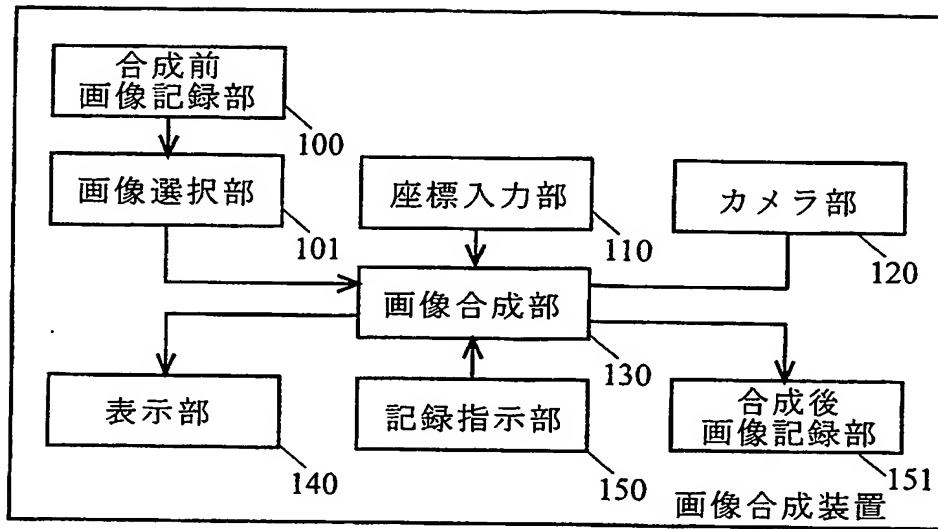 合成前
画像記録部
100
画像選択部
101
座標入力部
110
カメラ部
120
画像合成部
130
表示部
140
記録指示部
150
合成後
画像記録部
151
画像合成装置